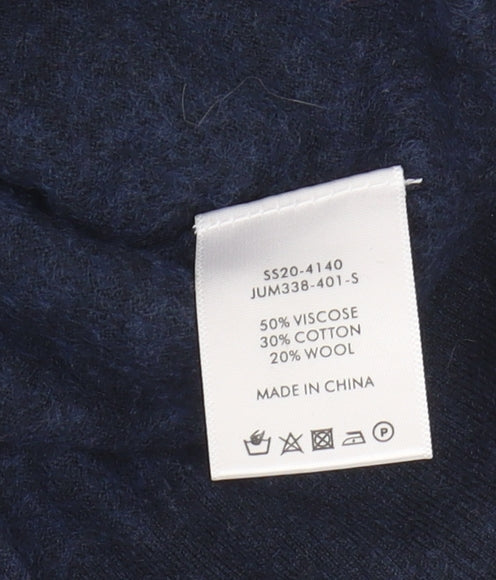 SS20-4140
JUM338-401-S
50% VISCOSE
30% COTTON
20% WOOL
MADE IN CHINA
P